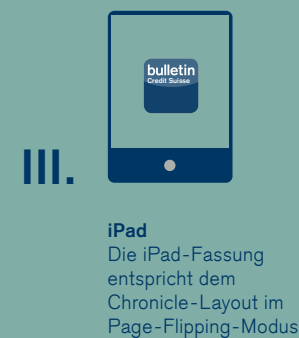 bulletin
Credit Suisse
III.
iPad
Die iPad-Fassung
entspricht dem
Chronicle-Layout im
Page-Flipping-Modus